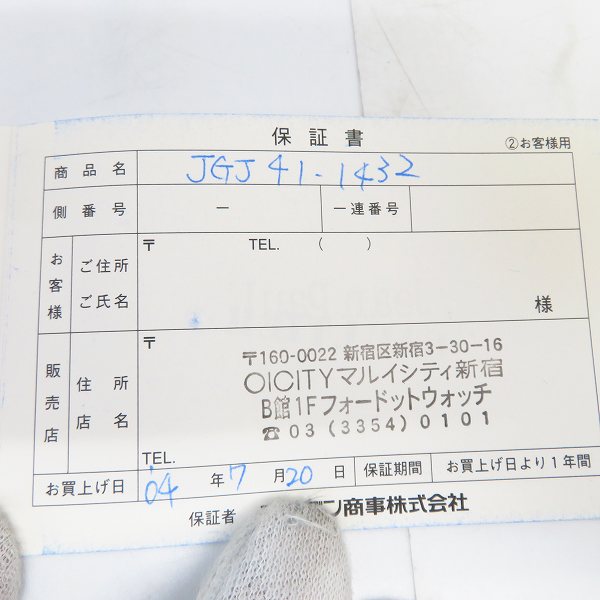 保証書
②お客様用
商品名 JGJ 41-1432
側番号 ー 一連番号
お客様 ご住所 ご氏名 〒 TEL. ( ) 様
販売店 住所 店名 〒
〒160-0022 新宿区新宿3-30-16
OICITYマルイシティ新宿
B館1Fフォードットウォッチ
☎ 03 (3354) 0101
TEL.
お買上げ日 '04 年 7 月 20 日 保証期間 お買上げ日より1年間
保証者 デン商事株式会社